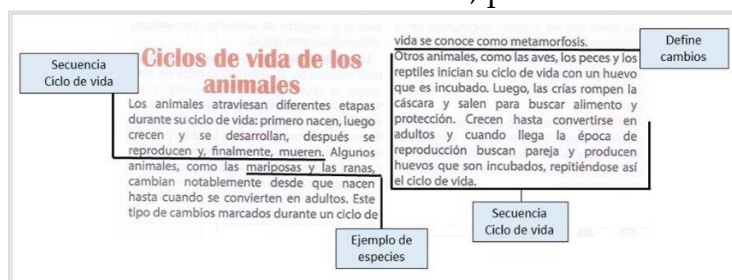 Secuencia
Ciclo de vida
Ciclos de vida de los
animales
Los animales atraviesan diferentes etapas
durante su ciclo de vida: primero nacen, luego
crecen y se desarrollan, después se
reproducen y, finalmente, mueren. Algunos
animales, como las mariposas y las ranas,
cambian notablemente desde que nacen
hasta cuando se convierten en adultos. Este
tipo de cambios marcados durante un ciclo de
Ejemplo de
especies
vida se conoce como metamorfosis.
Otros animales, como las aves, los peces y los
reptiles inician su ciclo de vida con un huevo
que es incubado. Luego, las crías rompen la
cáscara y salen para buscar alimento y
protección. Crecen hasta convertirse en
adultos y cuando llega la época de
reproducción buscan pareja y producen
huevos que son incubados, repitiéndose así
el ciclo de vida.
Define
cambios
Secuencia
Ciclo de vida